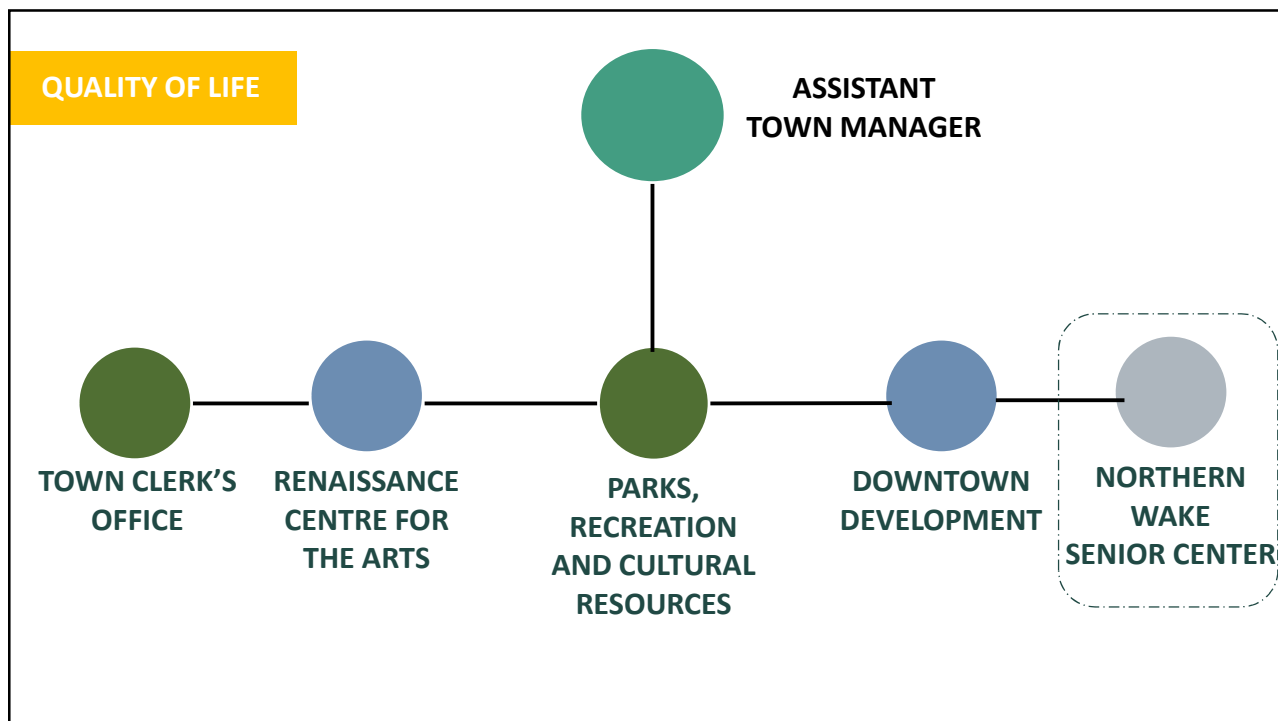 QUALITY OF LIFE
ASSISTANT
TOWN MANAGER
TOWN CLERK'S
OFFICE
RENAISSANCE
CENTRE FOR
THE ARTS
PARKS,
RECREATION
AND CULTURAL
RESOURCES
DOWNTOWN
DEVELOPMENT
NORTHERN
WAKE
SENIOR CENTER